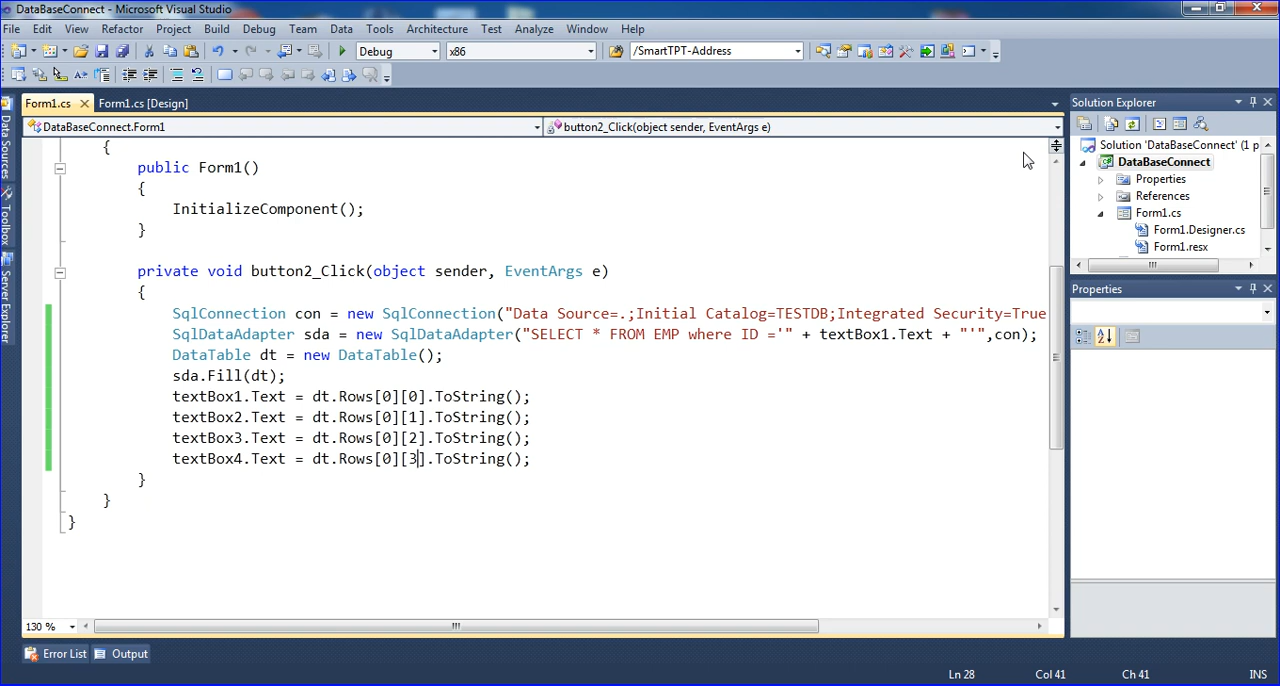 DataBaseConnect - Microsoft Visual Studio
File Edit View Refactor Project Build Debug Team Data Tools Architecture Test Analyze Window Help
Debug x86 /SmartTPT-Address
Form1.cs Form1.cs [Design]
DataBaseConnect.Form1 button2_Click(object sender, EventArgs e)
{
public Form1()
{
InitializeComponent();
}
private void button2_Click(object sender, EventArgs e)
{
SqlConnection con = new SqlConnection("Data Source=.;Initial Catalog=TESTDB;Integrated Security=True
SqlDataAdapter sda = new SqlDataAdapter("SELECT * FROM EMP where ID ='" + textBox1.Text + "'",con);
DataTable dt = new DataTable();
sda.Fill(dt);
textBox1.Text = dt.Rows[0][0].ToString();
textBox2.Text = dt.Rows[0][1].ToString();
textBox3.Text = dt.Rows[0][2].ToString();
textBox4.Text = dt.Rows[0][3].ToString();
}
}
}
130 %
Error List Output
Data Sources
Toolbox
Server Explorer
Solution Explorer
Solution 'DataBaseConnect' (1 p
DataBaseConnect
Properties
References
Form1.cs
Form1.Designer.cs
Form1.resx
Properties
Ln 28 Col 41 Ch 41 INS